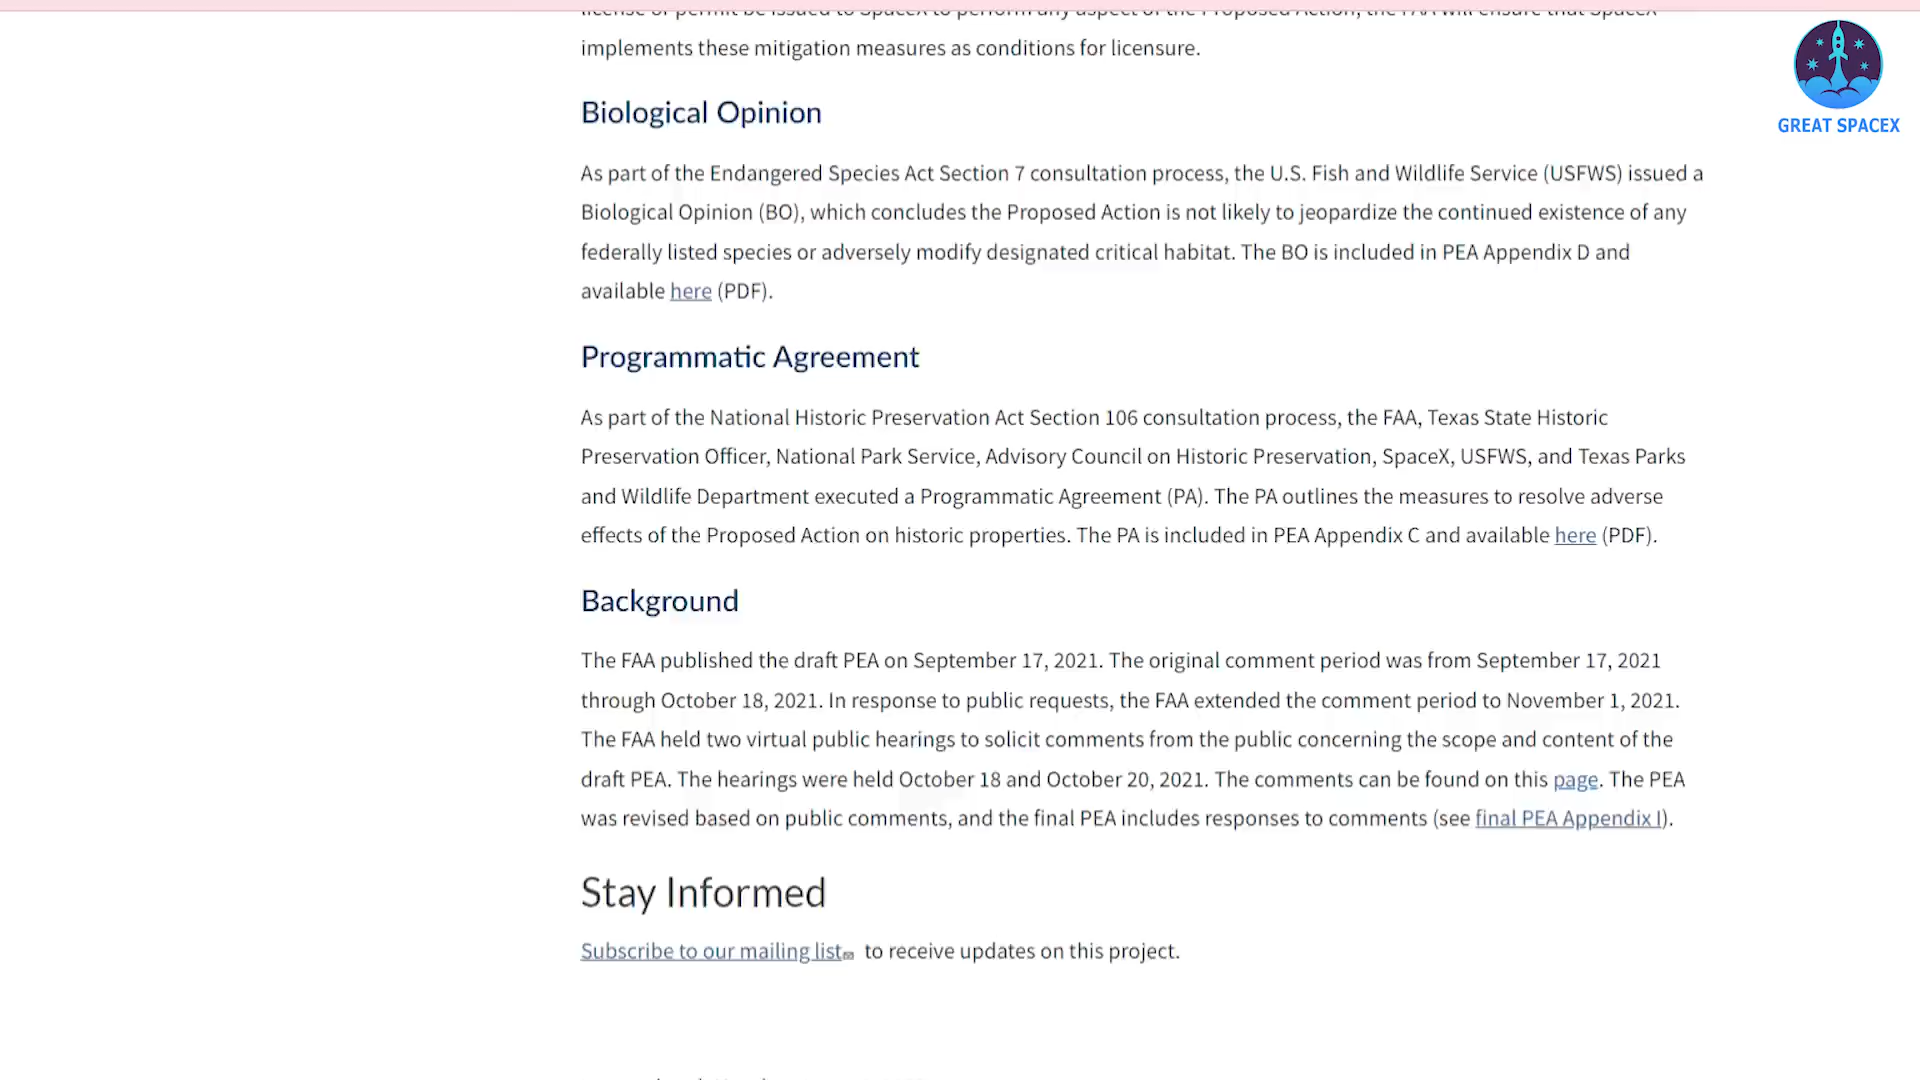 license or permit be issued to SpaceX to perform any aspect of the Proposed Action, the FAA will ensure that SpaceX
implements these mitigation measures as conditions for licensure.
GREAT SPACEX
Biological Opinion
As part of the Endangered Species Act Section 7 consultation process, the U.S. Fish and Wildlife Service (USFWS) issued a
Biological Opinion (BO), which concludes the Proposed Action is not likely to jeopardize the continued existence of any
federally listed species or adversely modify designated critical habitat. The BO is included in PEA Appendix D and
available here (PDF).
Programmatic Agreement
As part of the National Historic Preservation Act Section 106 consultation process, the FAA, Texas State Historic
Preservation Officer, National Park Service, Advisory Council on Historic Preservation, SpaceX, USFWS, and Texas Parks
and Wildlife Department executed a Programmatic Agreement (PA). The PA outlines the measures to resolve adverse
effects of the Proposed Action on historic properties. The PA is included in PEA Appendix C and available here (PDF).
Background
The FAA published the draft PEA on September 17, 2021. The original comment period was from September 17, 2021
through October 18, 2021. In response to public requests, the FAA extended the comment period to November 1, 2021.
The FAA held two virtual public hearings to solicit comments from the public concerning the scope and content of the
draft PEA. The hearings were held October 18 and October 20, 2021. The comments can be found on this page. The PEA
was revised based on public comments, and the final PEA includes responses to comments (see final PEA Appendix I).
Stay Informed
Subscribe to our mailing list to receive updates on this project.